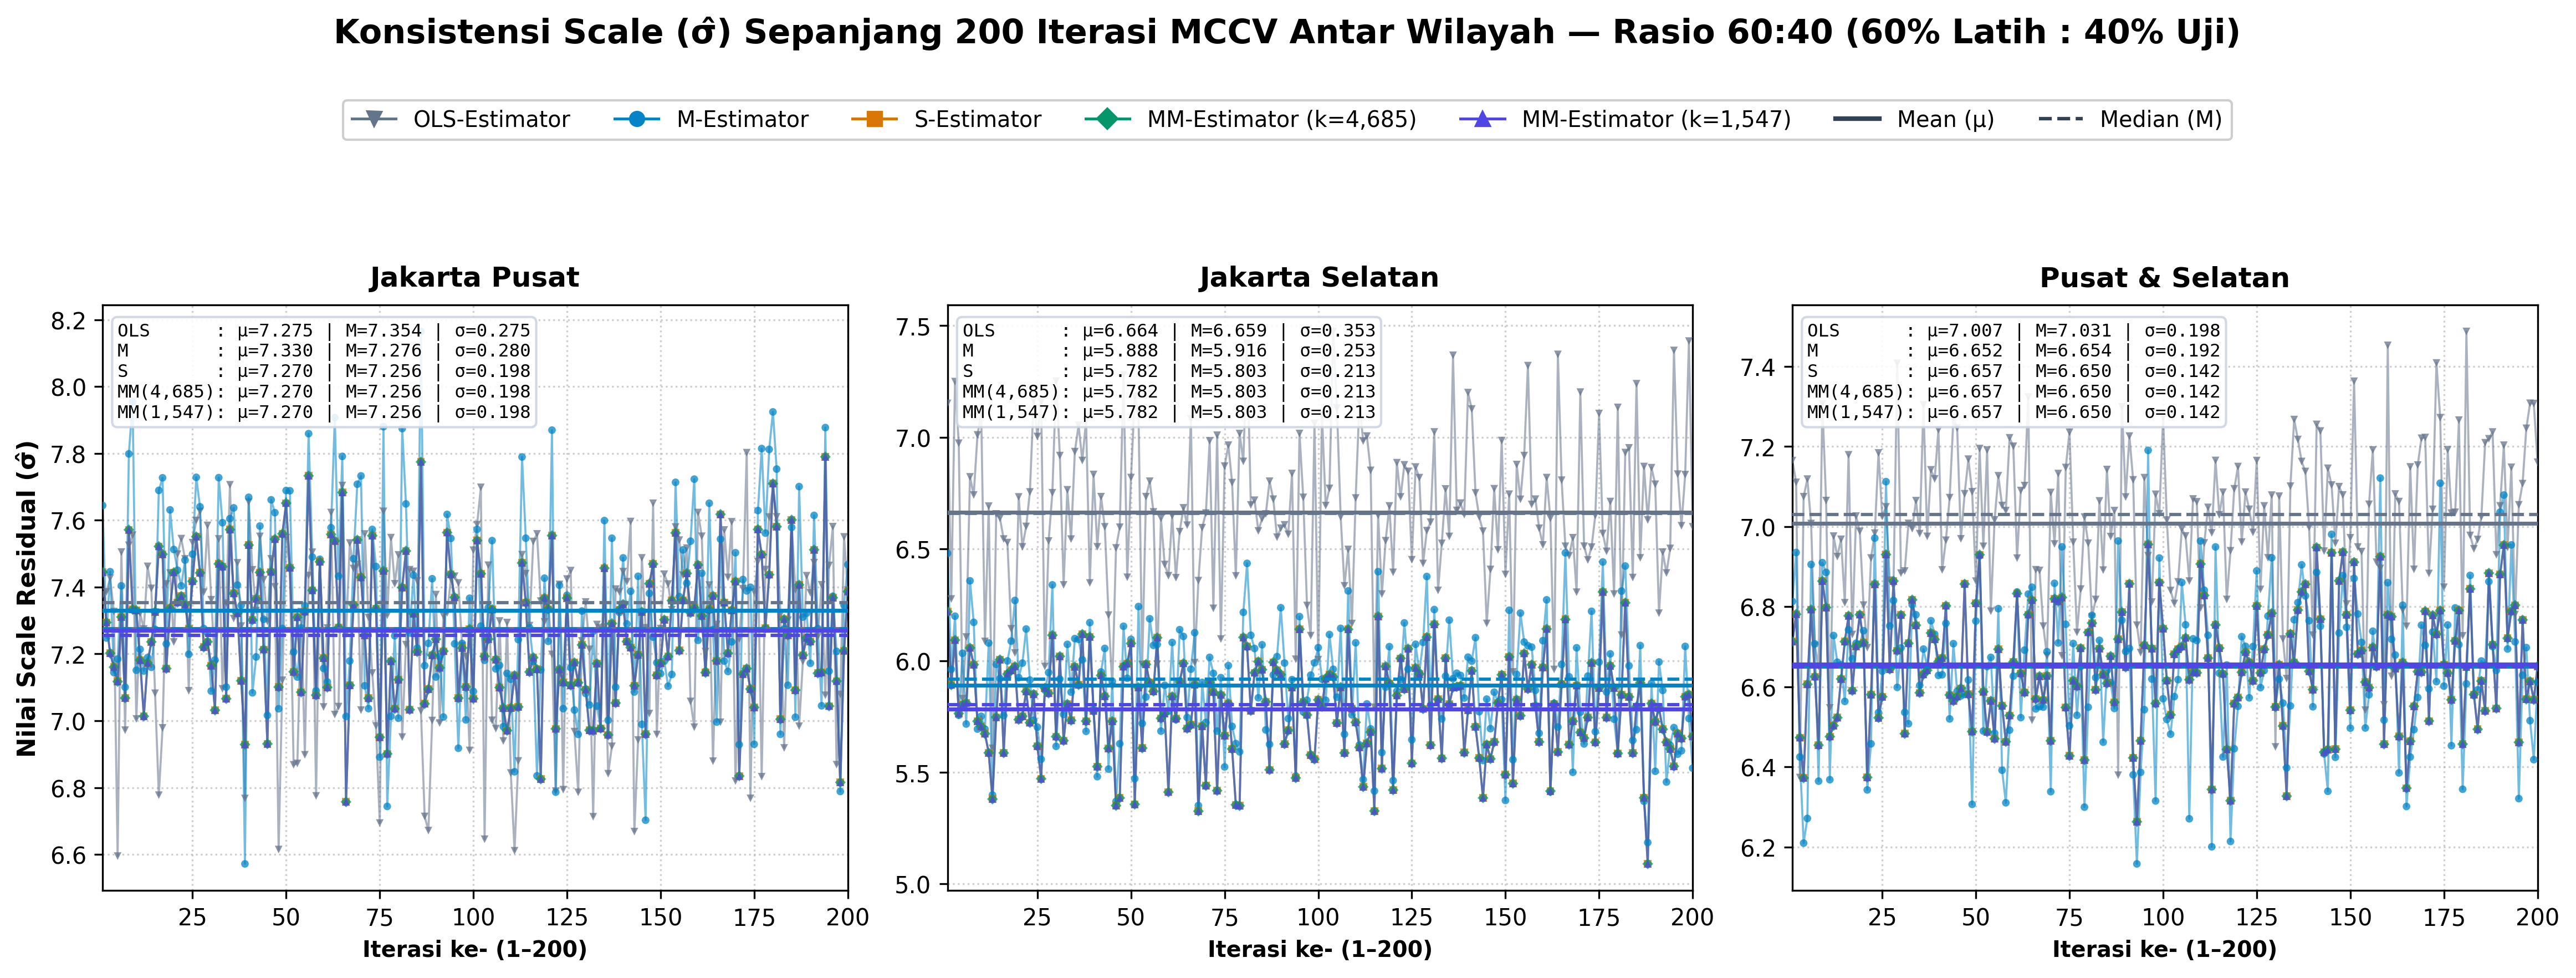 Konsistensi Scale (σ̂) Sepanjang 200 Iterasi MCCV Antar Wilayah — Rasio 60:40 (60% Latih : 40% Uji)
OLS-Estimator M-Estimator S-Estimator MM-Estimator (k=4,685) MM-Estimator (k=1,547) Mean (μ) Median (M)
Jakarta Pusat
Nilai Scale Residual (σ̂)
8.2
8.0
7.8
7.6
7.4
7.2
7.0
6.8
6.6
OLS : μ=7.275 | M=7.354 | σ=0.275
M : μ=7.330 | M=7.276 | σ=0.280
S : μ=7.270 | M=7.256 | σ=0.198
MM(4,685): μ=7.270 | M=7.256 | σ=0.198
MM(1,547): μ=7.270 | M=7.256 | σ=0.198
25 50 75 100 125 150 175 200
Iterasi ke- (1–200)
Jakarta Selatan
7.5
7.0
6.5
6.0
5.5
5.0
OLS : μ=6.664 | M=6.659 | σ=0.353
M : μ=5.888 | M=5.916 | σ=0.253
S : μ=5.782 | M=5.803 | σ=0.213
MM(4,685): μ=5.782 | M=5.803 | σ=0.213
MM(1,547): μ=5.782 | M=5.803 | σ=0.213
25 50 75 100 125 150 175 200
Iterasi ke- (1–200)
Pusat & Selatan
7.4
7.2
7.0
6.8
6.6
6.4
6.2
OLS : μ=7.007 | M=7.031 | σ=0.198
M : μ=6.652 | M=6.654 | σ=0.192
S : μ=6.657 | M=6.650 | σ=0.142
MM(4,685): μ=6.657 | M=6.650 | σ=0.142
MM(1,547): μ=6.657 | M=6.650 | σ=0.142
25 50 75 100 125 150 175 200
Iterasi ke- (1–200)